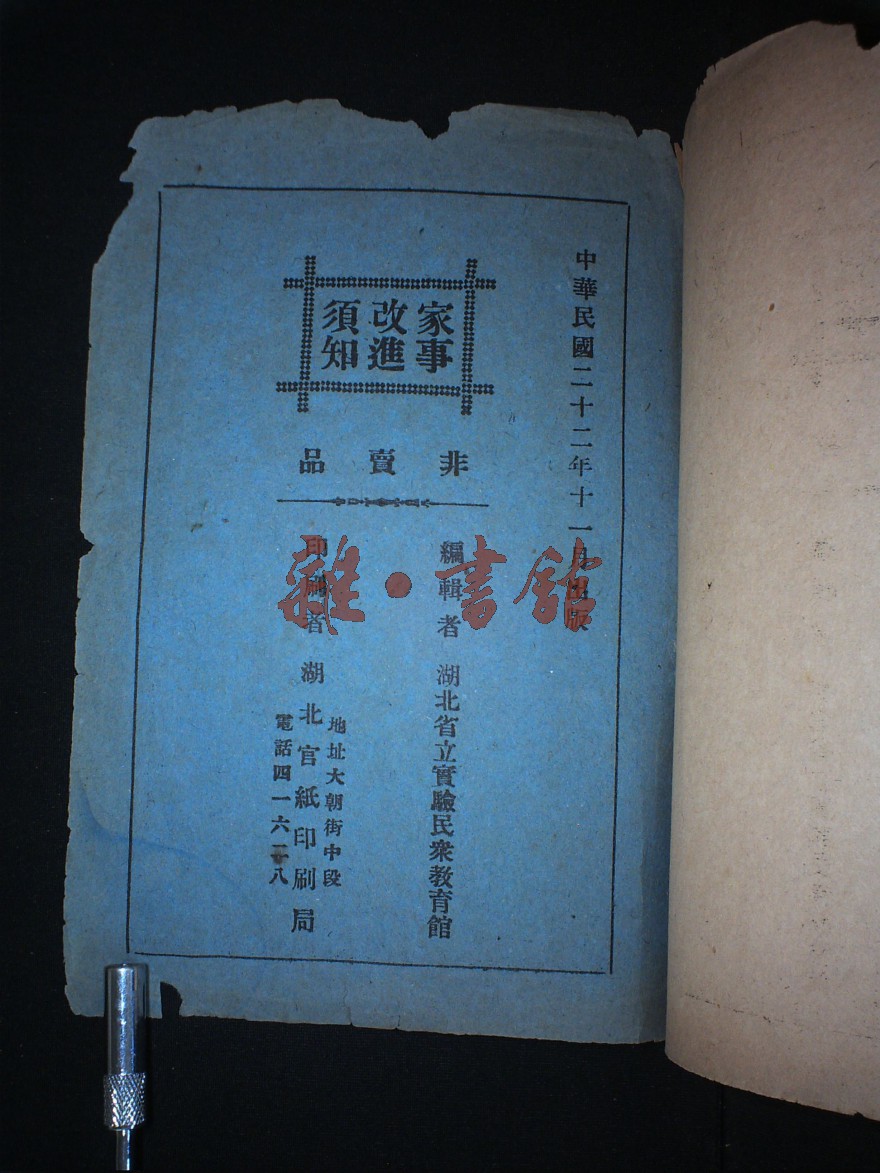 中華民國二十二年十一月出版
家事
改進
須知
非賣品
編輯者 湖北省立實驗民衆教育館
印刷者 湖北官紙印刷局
地址大朝街中段
電話四一六二八
雜·書館